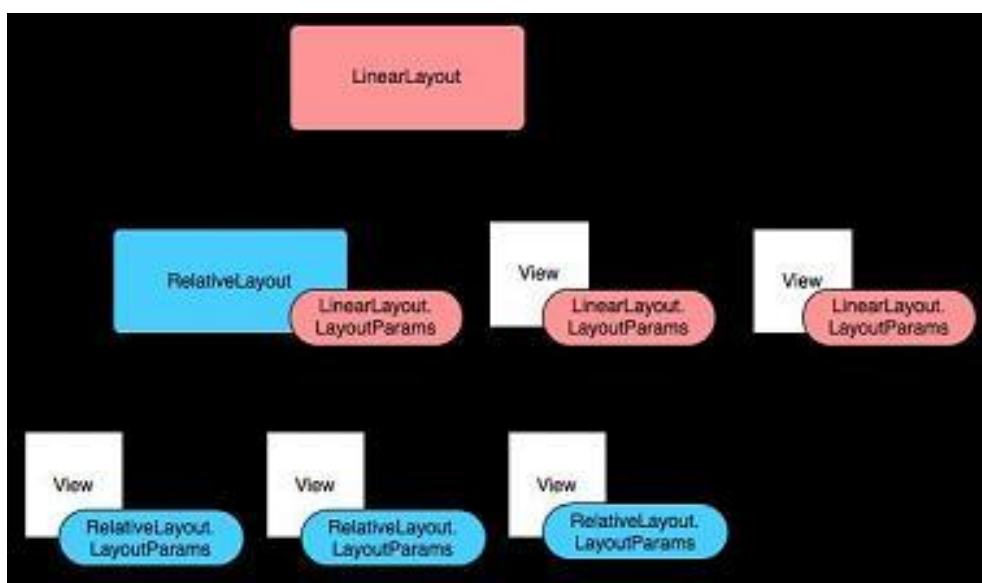 LinearLayout
RelativeLayout
LinearLayout.
LayoutParams
View
LinearLayout.
LayoutParams
View
LinearLayout.
LayoutParams
View
RelativeLayout.
LayoutParams
View
RelativeLayout.
LayoutParams
View
RelativeLayout.
LayoutParams